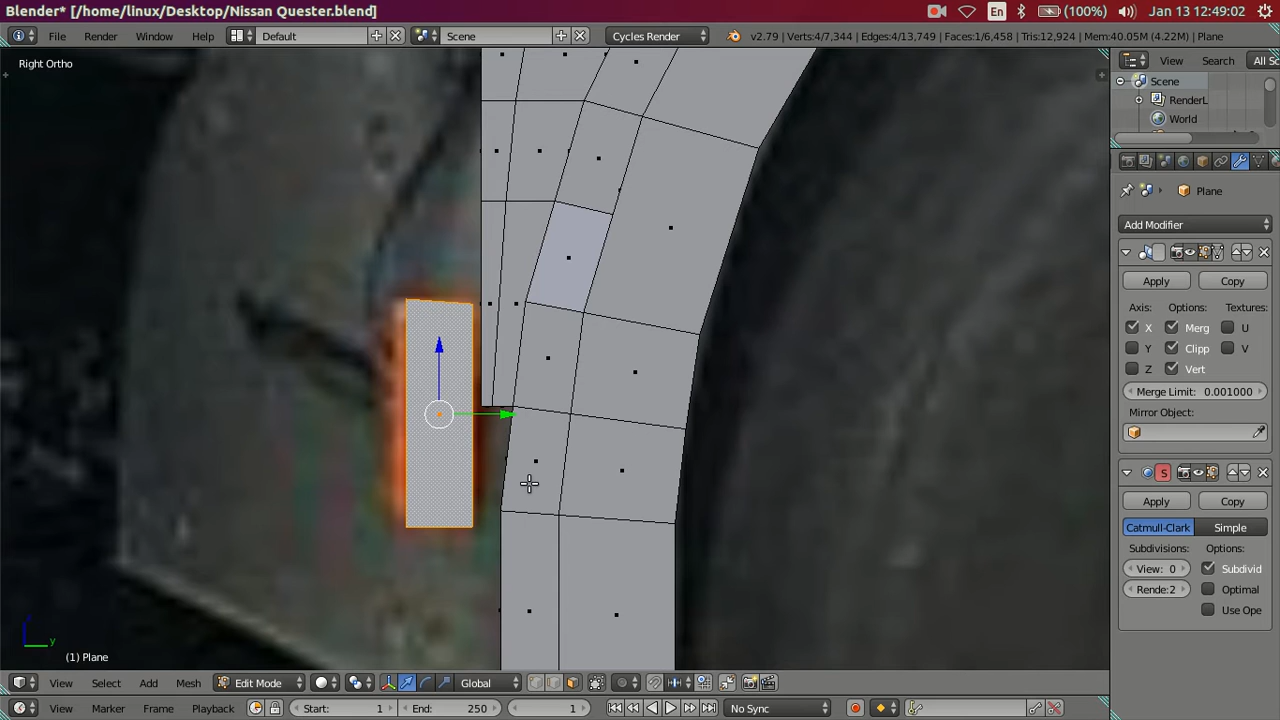 Blender* [/home/linux/Desktop/Nissan Quester.blend]
En
(100%)
Jan 13 12:49:02
File Render Window Help
Default
Scene
Cycles Render
v2.79 | Verts:4/7,344 | Edges:4/13,749 | Faces:1/6,458 | Tris:12,924 | Mem:40.05M (4.22M) | Plane
Right Ortho
View Search All Sc
Scene
RenderL
World
Plane
Add Modifier
Apply Copy
Axis: Options: Textures:
X Merg U
Y Clipp V
Z Vert
Merge Limit: 0.001000
Mirror Object:
S
Apply Copy
Catmull-Clark Simple
Subdivisions: Options:
View: 0 Subdivid
Rende:2 Optimal
Use Ope
y
(1) Plane
View Select Add Mesh Edit Mode Global
View Marker Frame Playback Start: 1 End: 250 1 No Sync